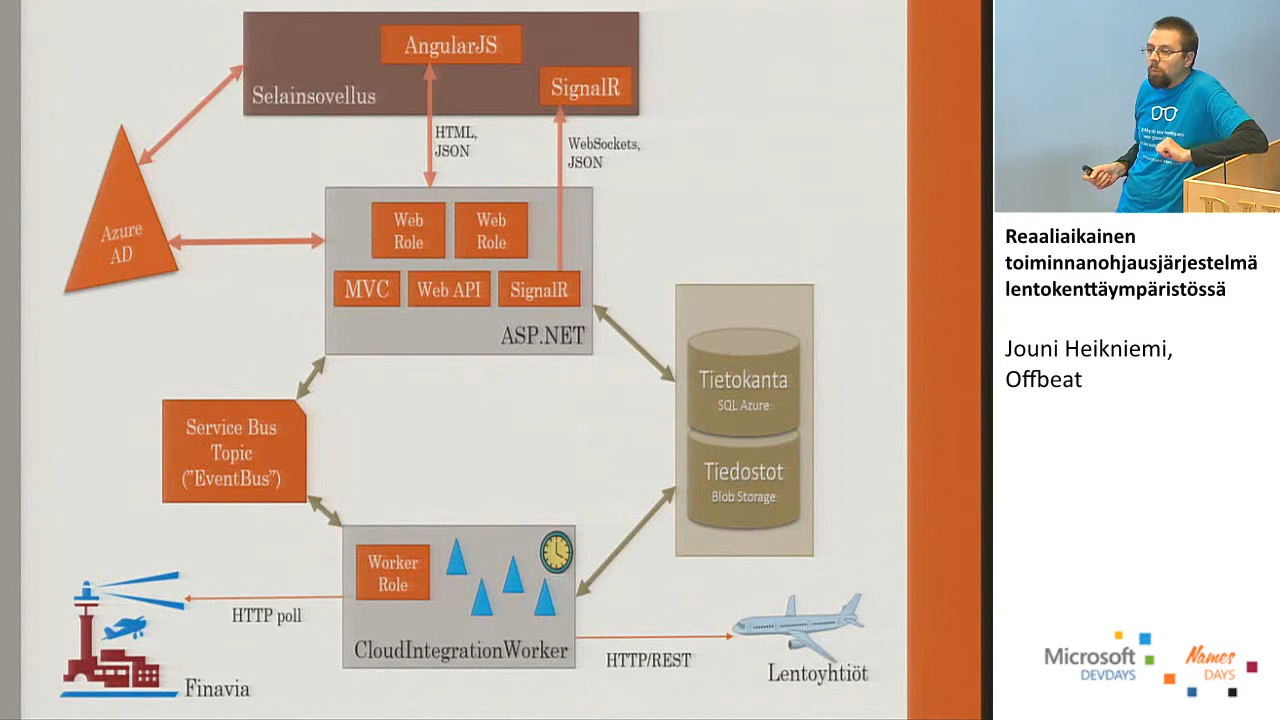 AngularJS
SignalR
Selainsovellus
HTML,
JSON
WebSockets,
JSON
Azure
AD
Web
Role
Web
Role
MVC
Web API
SignalR
ASP.NET
Tietokanta
SQL Azure
Tiedostot
Blob Storage
Service Bus
Topic
("EventBus")
Worker
Role
CloudIntegrationWorker
HTTP poll
HTTP/REST
Finavia
Lentoyhtiöt
Reaaliaikainen
toiminnanohjausjärjestelmä
lentokenttäympäristössä
Jouni Heikniemi,
Offbeat
Microsoft
DEVDAYS
Names
DAYS